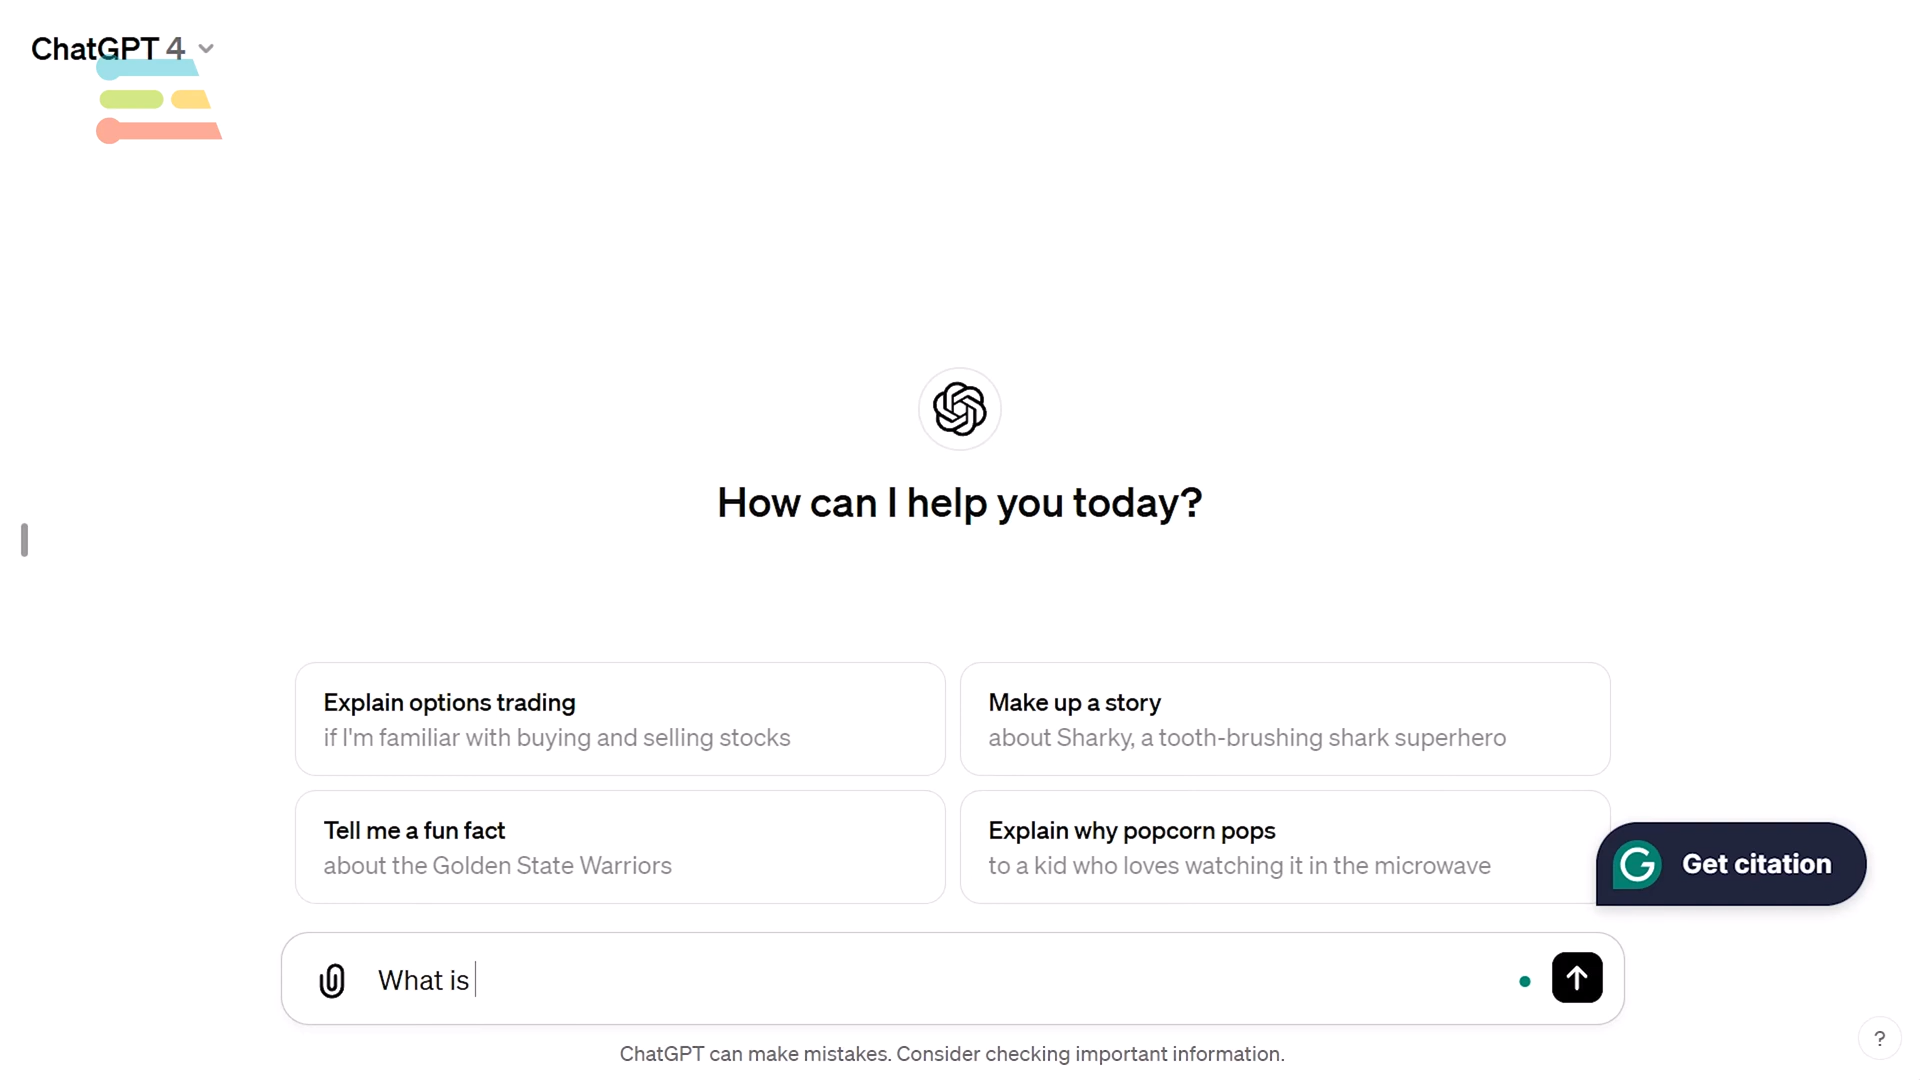 ChatGPT 4
How can I help you today?
Explain options trading
if I'm familiar with buying and selling stocks
Make up a story
about Sharky, a tooth-brushing shark superhero
Tell me a fun fact
about the Golden State Warriors
Explain why popcorn pops
to a kid who loves watching it in the microwave
Get citation
What is
ChatGPT can make mistakes. Consider checking important information.
?